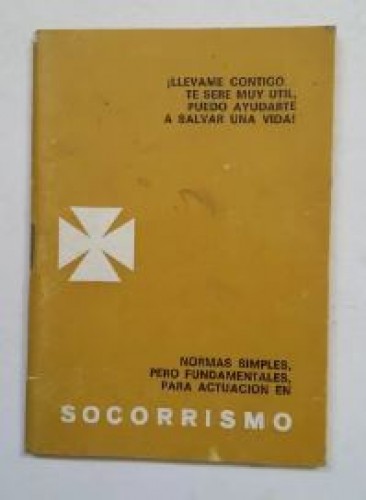 ¡LLEVAME CONTIGO.
TE SERE MUY UTIL,
PUEDO AYUDARTE
A SALVAR UNA VIDA!
NORMAS SIMPLES,
PERO FUNDAMENTALES,
PARA ACTUACION EN
SOCORRISMO